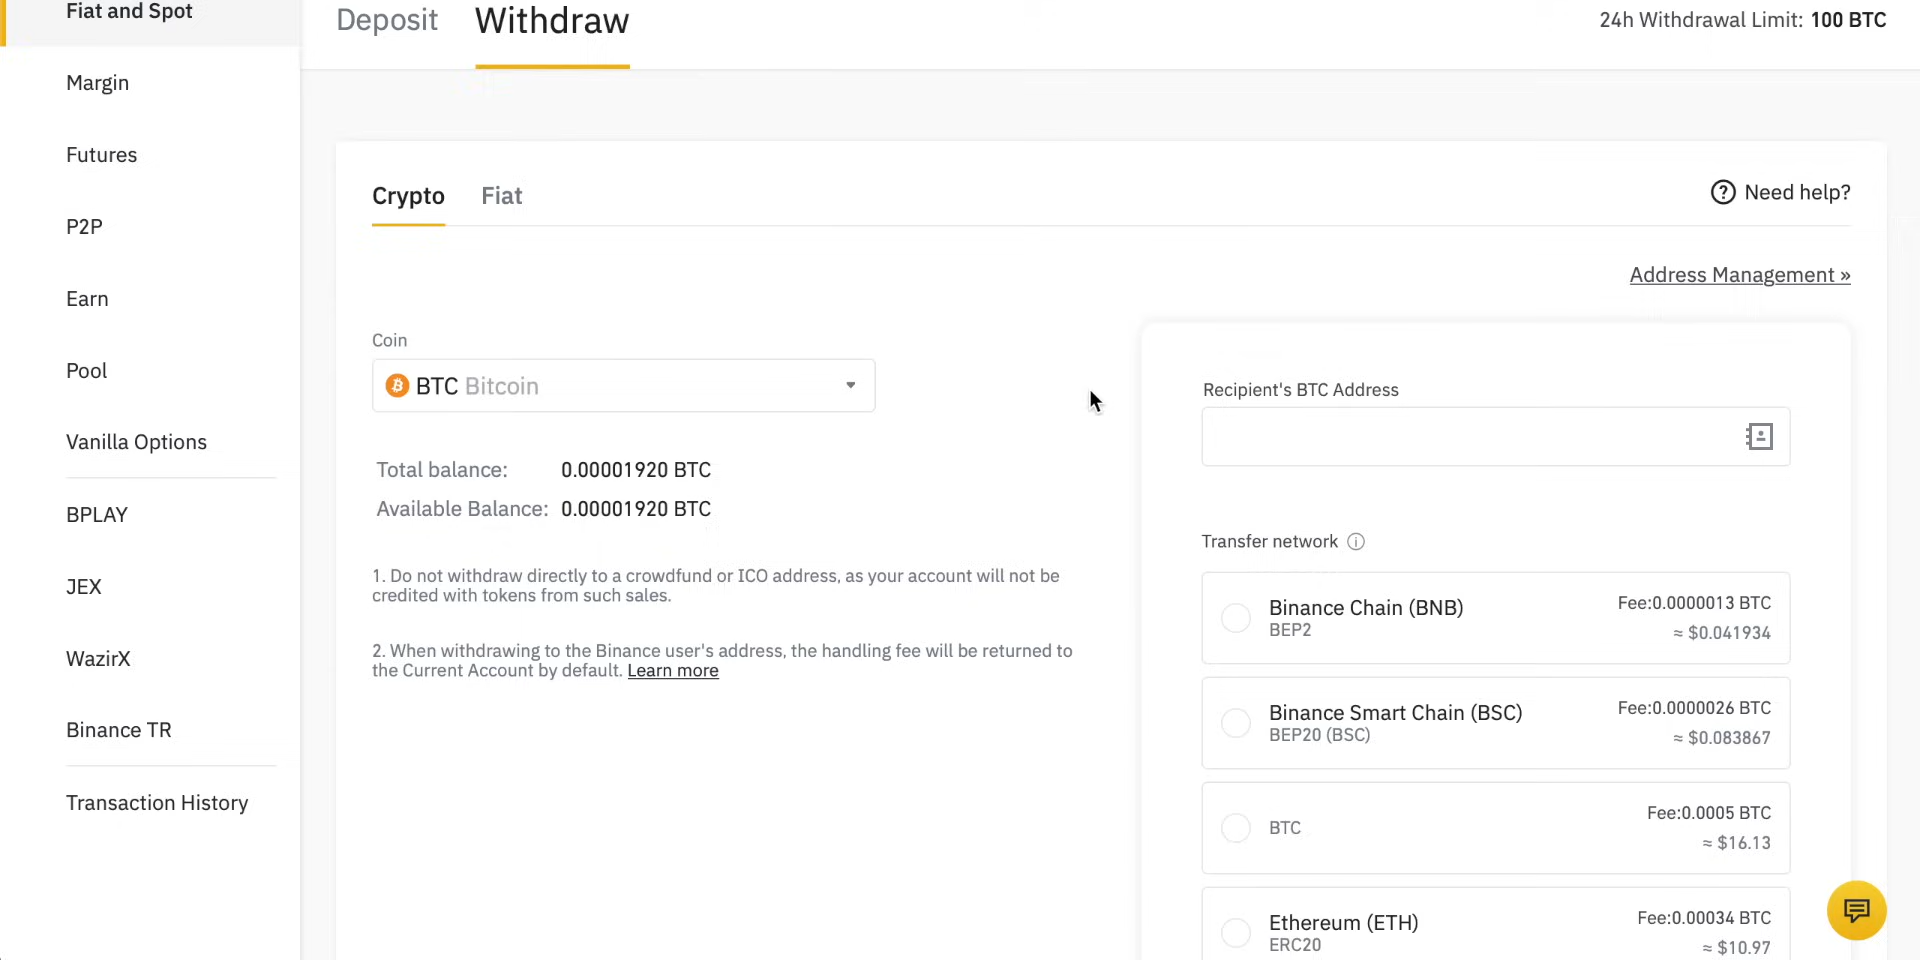 Fiat and Spot
Deposit
Withdraw
24h Withdrawal Limit: 100 BTC
Margin
Futures
P2P
Earn
Pool
Vanilla Options
BPLAY
JEX
WazirX
Binance TR
Transaction History
Crypto
Fiat
Need help?
Address Management »
Coin
BTC Bitcoin
Total balance: 0.00001920 BTC
Available Balance: 0.00001920 BTC
1. Do not withdraw directly to a crowdfund or ICO address, as your account will not be
credited with tokens from such sales.
2. When withdrawing to the Binance user's address, the handling fee will be returned to
the Current Account by default. Learn more
Recipient's BTC Address
Transfer network
Binance Chain (BNB)
BEP2
Fee:0.0000013 BTC
≈ $0.041934
Binance Smart Chain (BSC)
BEP20 (BSC)
Fee:0.0000026 BTC
≈ $0.083867
BTC
Fee:0.0005 BTC
≈ $16.13
Ethereum (ETH)
ERC20
Fee:0.00034 BTC
≈ $10.97